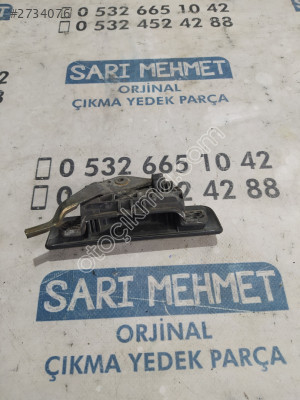 #2734076
0 532 665 10 42
0 532 452 42 88
SARI MEHMET
ORJİNAL
ÇIKMA YEDEK PARÇA
0 532 665 10 42
42 88
otoçıkma.com
SARI MEHMET
ORJİNAL
ÇIKMA YEDEK PARÇA